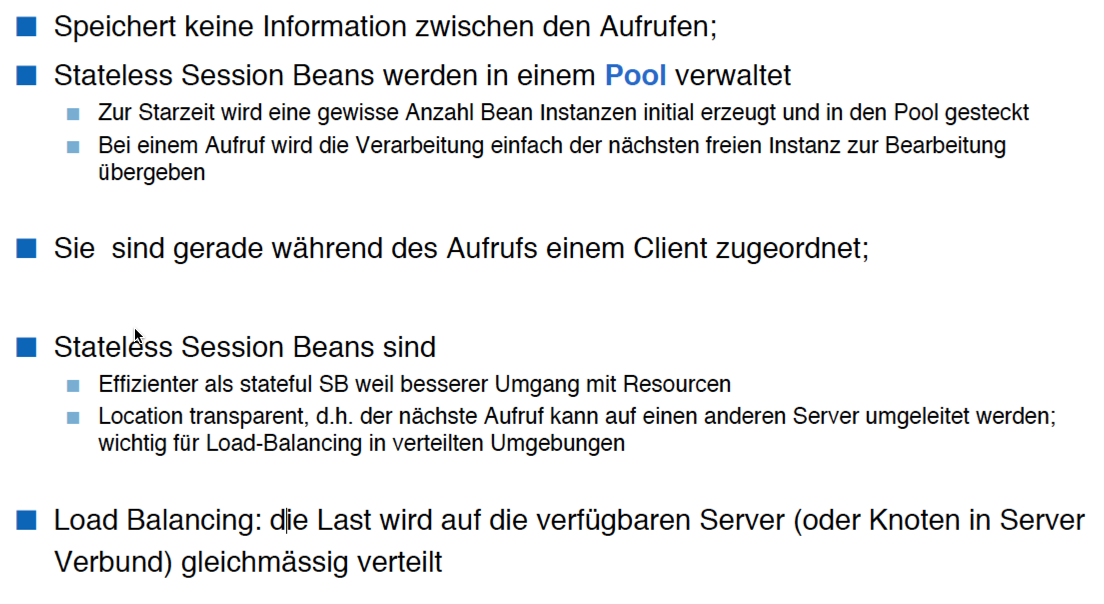 Speichert keine Information zwischen den Aufrufen;
Stateless Session Beans werden in einem Pool verwaltet
Zur Starzeit wird eine gewisse Anzahl Bean Instanzen initial erzeugt und in den Pool gesteckt
Bei einem Aufruf wird die Verarbeitung einfach der nächsten freien Instanz zur Bearbeitung
übergeben
Sie sind gerade während des Aufrufs einem Client zugeordnet;
Stateless Session Beans sind
Effizienter als stateful SB weil besserer Umgang mit Resourcen
Location transparent, d.h. der nächste Aufruf kann auf einen anderen Server umgeleitet werden;
wichtig für Load-Balancing in verteilten Umgebungen
Load Balancing: die Last wird auf die verfügbaren Server (oder Knoten in Server
Verbund) gleichmässig verteilt